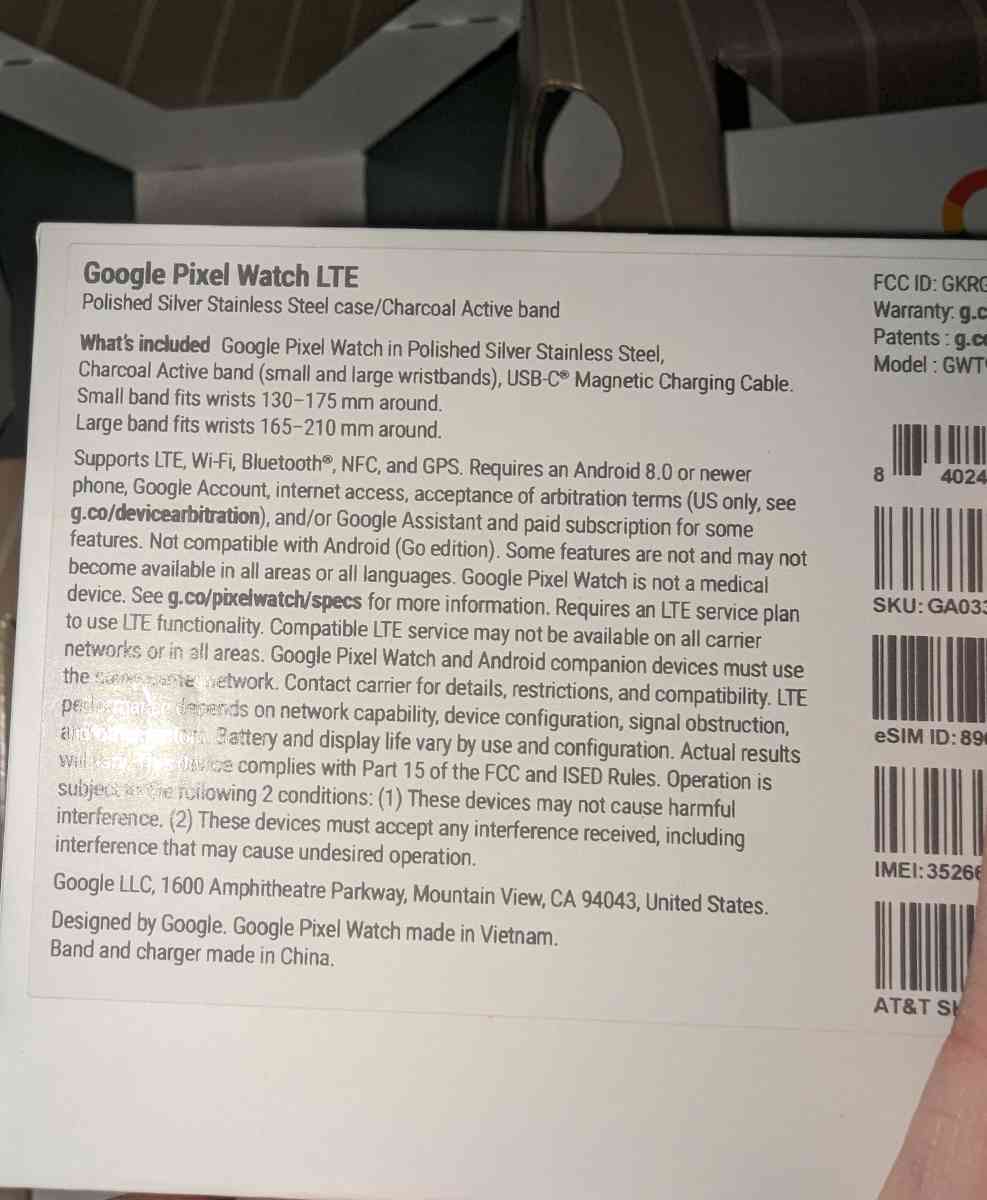 Google Pixel Watch LTE
Polished Silver Stainless Steel case/Charcoal Active band
What's included Google Pixel Watch in Polished Silver Stainless Steel,
Charcoal Active band (small and large wristbands), USB-C® Magnetic Charging Cable.
Small band fits wrists 130–175 mm around.
Large band fits wrists 165–210 mm around.
Supports LTE, Wi-Fi, Bluetooth®, NFC, and GPS. Requires an Android 8.0 or newer
phone, Google Account, internet access, acceptance of arbitration terms (US only, see
g.co/devicearbitration), and/or Google Assistant and paid subscription for some
features. Not compatible with Android (Go edition). Some features are not and may not
become available in all areas or all languages. Google Pixel Watch is not a medical
device. See g.co/pixelwatch/specs for more information. Requires an LTE service plan
to use LTE functionality. Compatible LTE service may not be available on all carrier
networks or in all areas. Google Pixel Watch and Android companion devices must use
the network. Contact carrier for details, restrictions, and compatibility. LTE
depends on network capability, device configuration, signal obstruction,
and Battery and display life vary by use and configuration. Actual results
will device complies with Part 15 of the FCC and ISED Rules. Operation is
subject to the following 2 conditions: (1) These devices may not cause harmful
interference. (2) These devices must accept any interference received, including
interference that may cause undesired operation.
Google LLC, 1600 Amphitheatre Parkway, Mountain View, CA 94043, United States.
Designed by Google. Google Pixel Watch made in Vietnam.
Band and charger made in China.
FCC ID: GKRG
Warranty: g.c
Patents : g.co
Model : GWT
8 4024
SKU: GA033
eSIM ID: 890
IMEI: 35266
AT&T SK